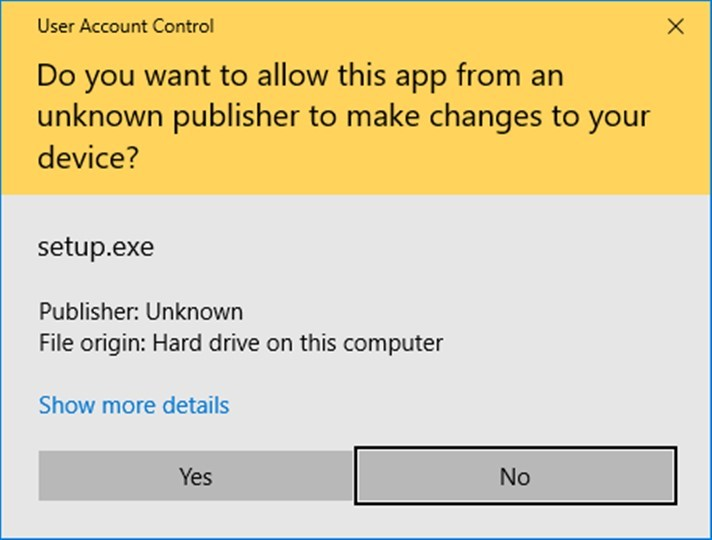 User Account Control
Do you want to allow this app from an
unknown publisher to make changes to your
device?
setup.exe
Publisher: Unknown
File origin: Hard drive on this computer
Show more details
Yes
No